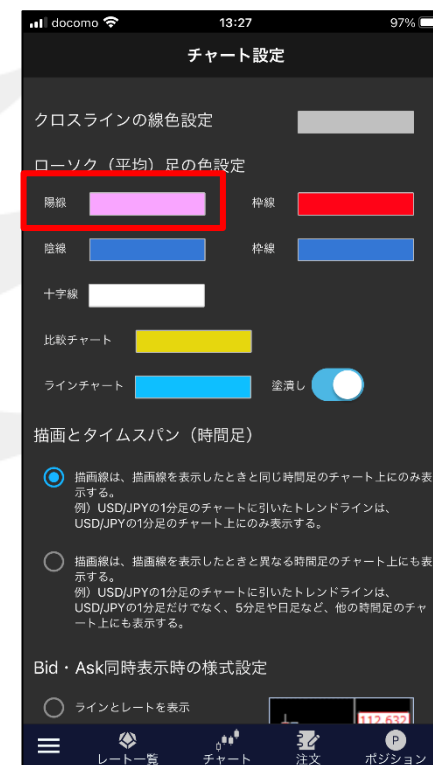 docomo 13:27 97%
チャート設定
クロスラインの線色設定
ローソク（平均）足の色設定
陽線 枠線
陰線 枠線
十字線
比較チャート
ラインチャート 塗潰し
描画とタイムスパン（時間足）
描画線は、描画線を表示したときと同じ時間足のチャート上にのみ表
示する。
例）USD/JPYの1分足のチャートに引いたトレンドラインは、
USD/JPYの1分足のチャート上にのみ表示する。
描画線は、描画線を表示したときと異なる時間足のチャート上にも表
示する。
例）USD/JPYの1分足のチャートに引いたトレンドラインは、
USD/JPYの1分足だけでなく、5分足や日足など、他の時間足のチャ
ート上にも表示する。
Bid・Ask同時表示時の様式設定
ラインとレートを表示
112.632
P
レート一覧 チャート 注文 ポジション